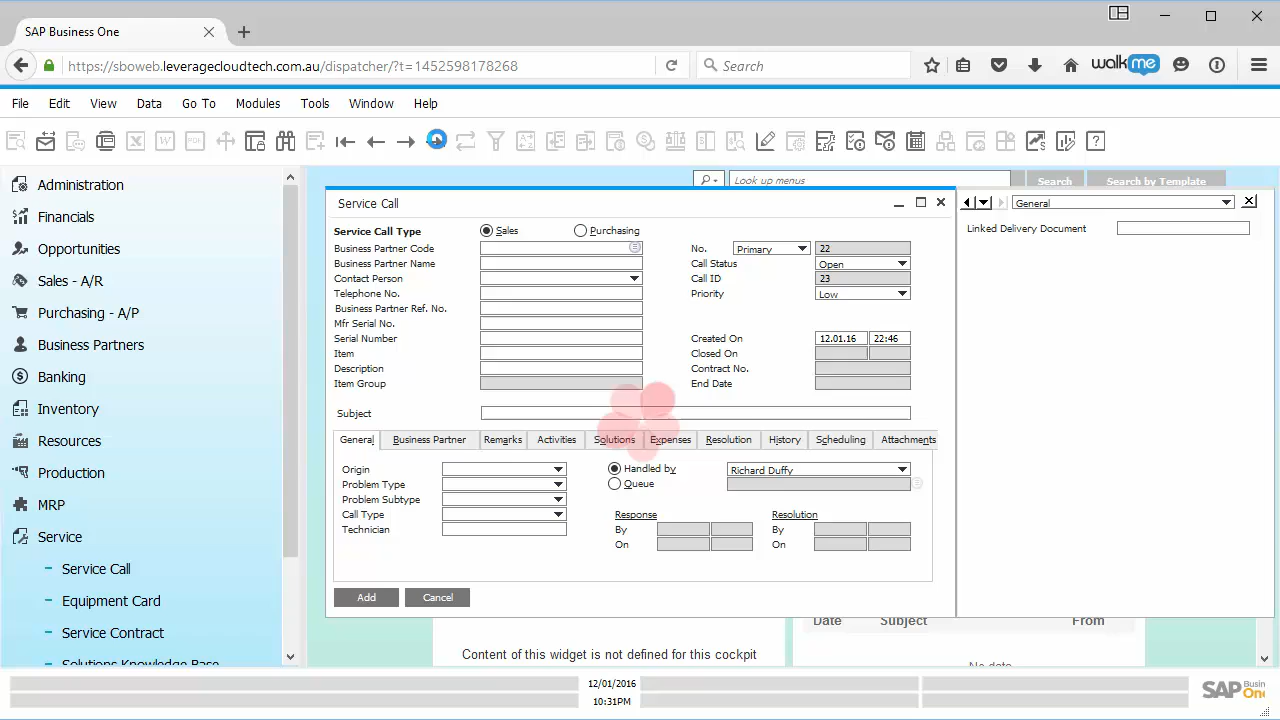 SAP Business One
https://sboweb.leveragecloudtech.com.au/dispatcher/?t=1452598178268
Search
walkme
File Edit View Data Go To Modules Tools Window Help
Look up menus
Search
Search by Template
Administration
Financials
Opportunities
Sales - A/R
Purchasing - A/P
Business Partners
Banking
Inventory
Resources
Production
MRP
Service
Service Call
Equipment Card
Service Contract
Solutions Knowledge Base
Service Call
Service Call Type Sales Purchasing
Business Partner Code
Business Partner Name
Contact Person
Telephone No.
Business Partner Ref. No.
Mfr Serial No.
Serial Number
Item
Description
Item Group
No. Primary 22
Call Status Open
Call ID 23
Priority Low
Created On 12.01.16 22:46
Closed On
Contract No.
End Date
Subject
General Business Partner Remarks Activities Solutions Expenses Resolution History Scheduling Attachments
Origin
Problem Type
Problem Subtype
Call Type
Technician
Handled by Richard Duffy
Queue
Response
By
On
Resolution
By
On
Add Cancel
General
Linked Delivery Document
Content of this widget is not defined for this cockpit
Date Subject From
No data
12/01/2016
10:31PM
SAP Busin
One